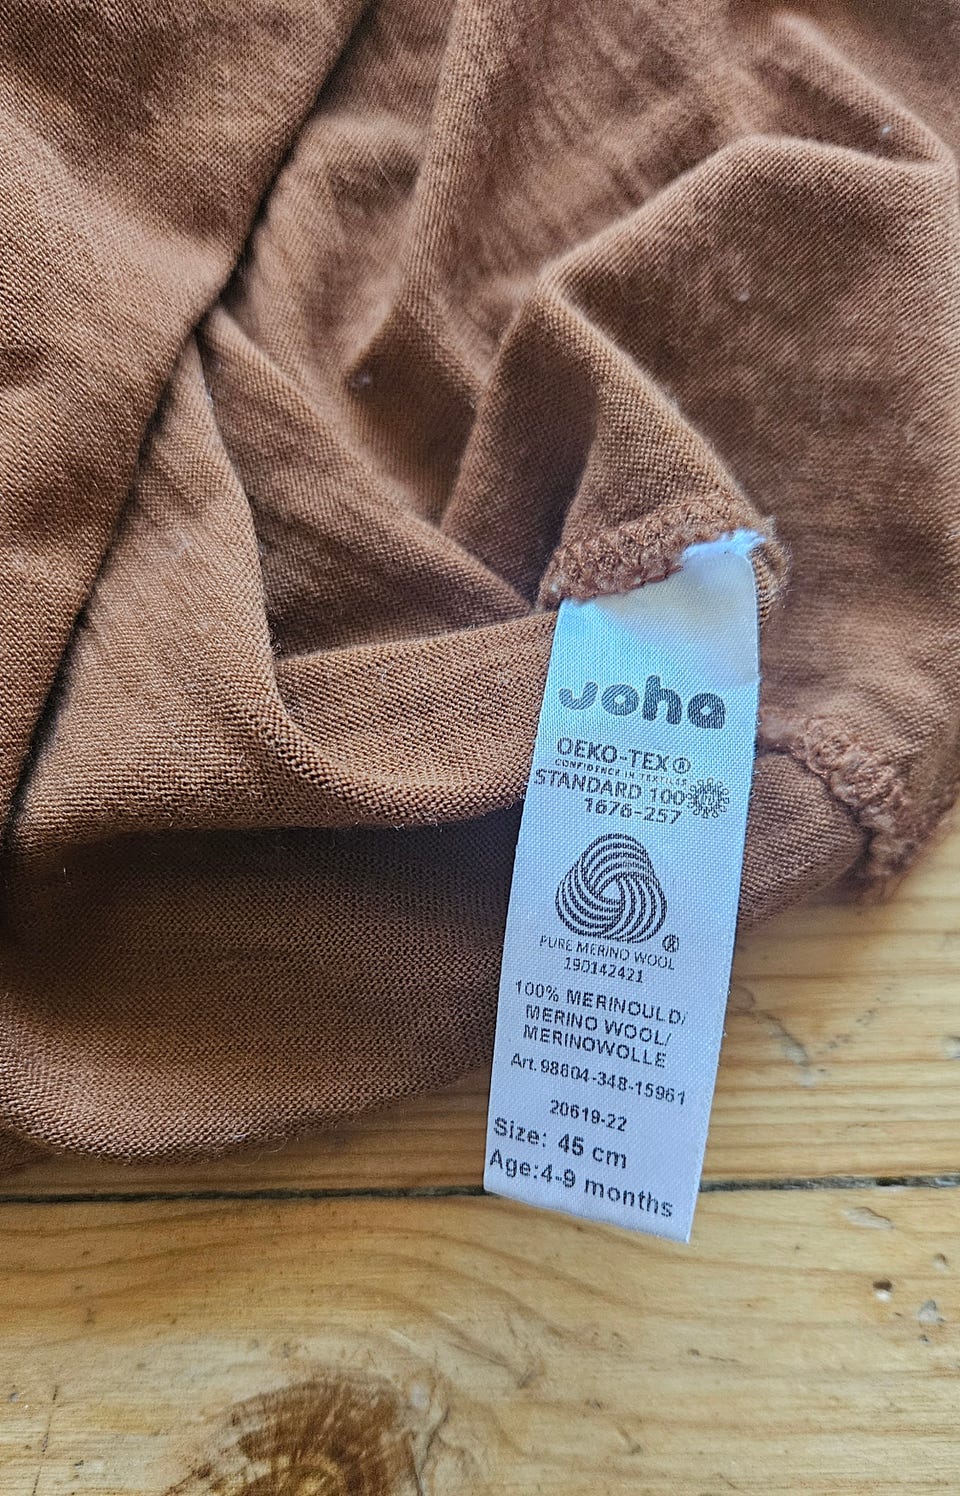 joha
OEKO-TEX®
CONFIDENCE IN TEXTILES
STANDARD 100
1676-257
PURE MERINO WOOL
190142421
100% MERINOULD/
MERINO WOOL/
MERINOWOLLE
Art.98804-348-15961
20619-22
Size: 45 cm
Age:4-9 months